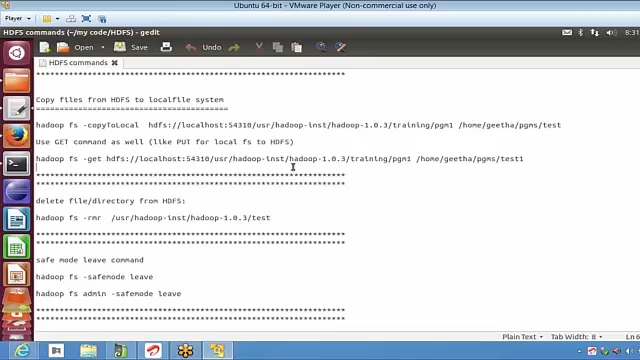 Ubuntu 64-bit - VMware Player (Non-commercial use only)
Player
HDFS commands (~/my code/HDFS) - gedit
8:31
Open
Undo
HDFS commands
*************************************************************
Copy files from HDFS to localfile system
======================================
hadoop fs -copyToLocal hdfs://localhost:54310/usr/hadoop-inst/hadoop-1.0.3/training/pgm1 /home/geetha/pgms/test
Use GET command as well (like PUT for local fs to HDFS)
hadoop fs -get hdfs://localhost:54310/usr/hadoop-inst/hadoop-1.0.3/training/pgm1 /home/geetha/pgms/test1
*************************************************************
*************************************************************
delete file/directory from HDFS:
hadoop fs -rmr /usr/hadoop-inst/hadoop-1.0.3/test
*************************************************************
*************************************************************
safe mode leave command
hadoop fs -safemode leave
hadoop fs admin -safemode leave
*************************************************************
Plain Text Tab Width: 8 Ln 6